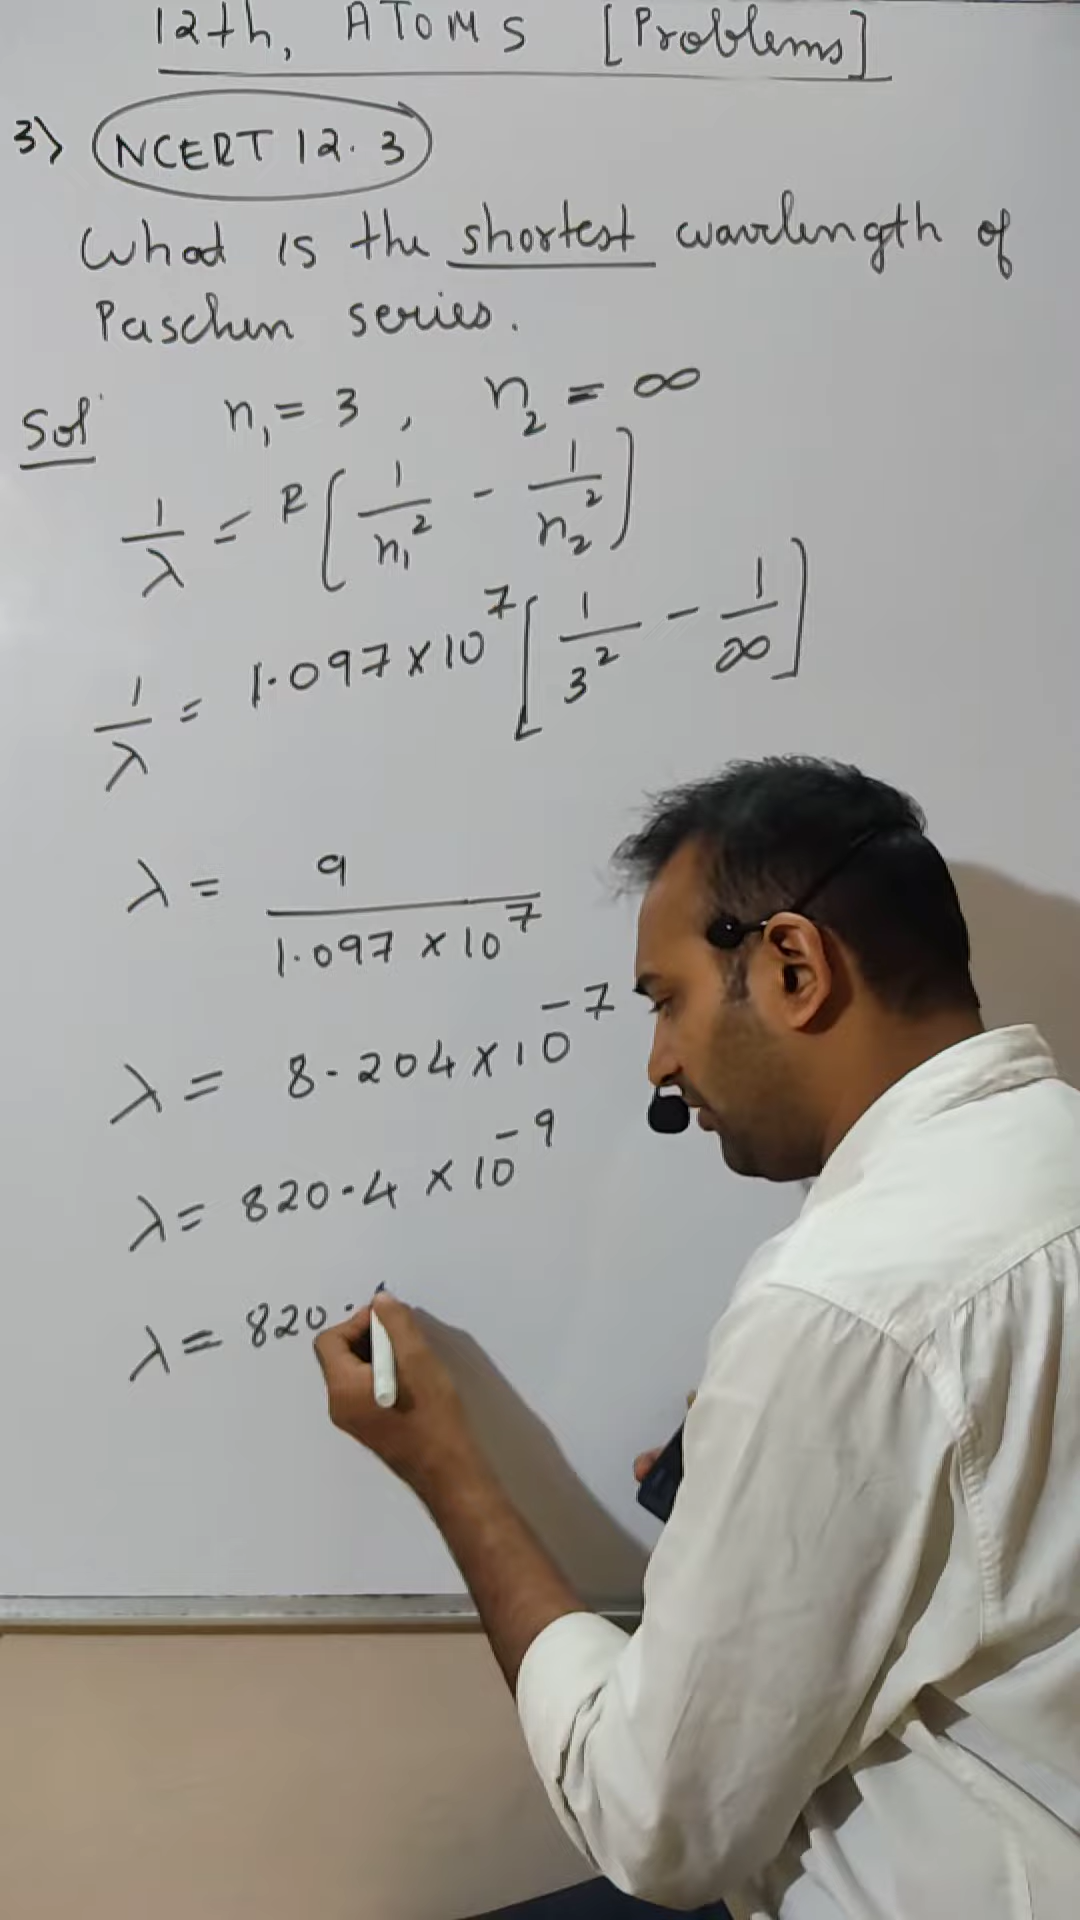 12th, ATOMS [Problems]
3) NCERT 12.3
What is the shortest wavelength of
Paschen series.
Sol n₁ = 3 , n₂ = ∞
1/λ = R [1/n₁² - 1/n₂²]
1/λ = 1.097 × 10⁷ [1/3² - 1/∞]
λ = 9/(1.097 × 10⁷)
λ = 8.204 × 10⁻⁷
λ = 820.4 × 10⁻⁹
λ = 820.